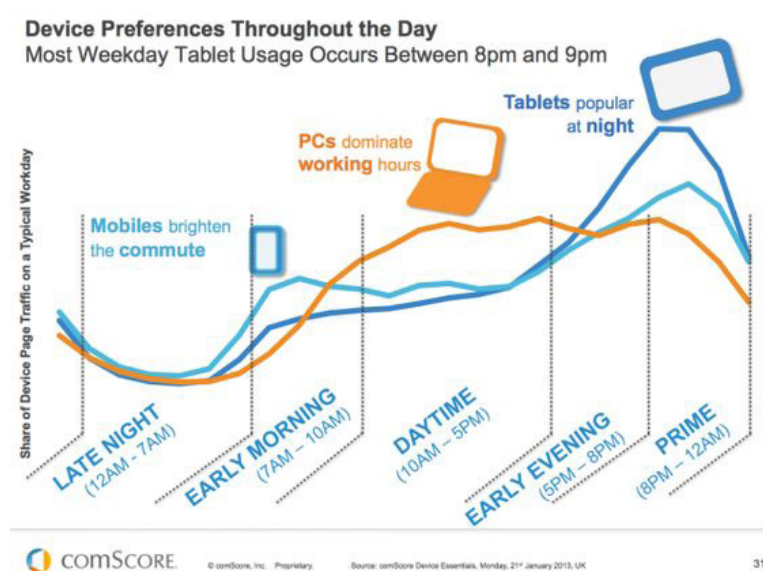 Device Preferences Throughout the Day
Most Weekday Tablet Usage Occurs Between 8pm and 9pm
Tablets popular
at night
PCs dominate
working hours
Mobiles brighten
the commute
Share of Device Page Traffic on a Typical Workday
LATE NIGHT
(12AM - 7AM)
EARLY MORNING
(7AM – 10AM)
DAYTIME
(10AM – 5PM)
EARLY EVENING
(5PM – 8PM)
PRIME
(8PM – 12AM)
comSCORE.
© comScore, Inc. Proprietary.
Source: comScore Device Essentials, Monday, 21st January 2013, UK
31